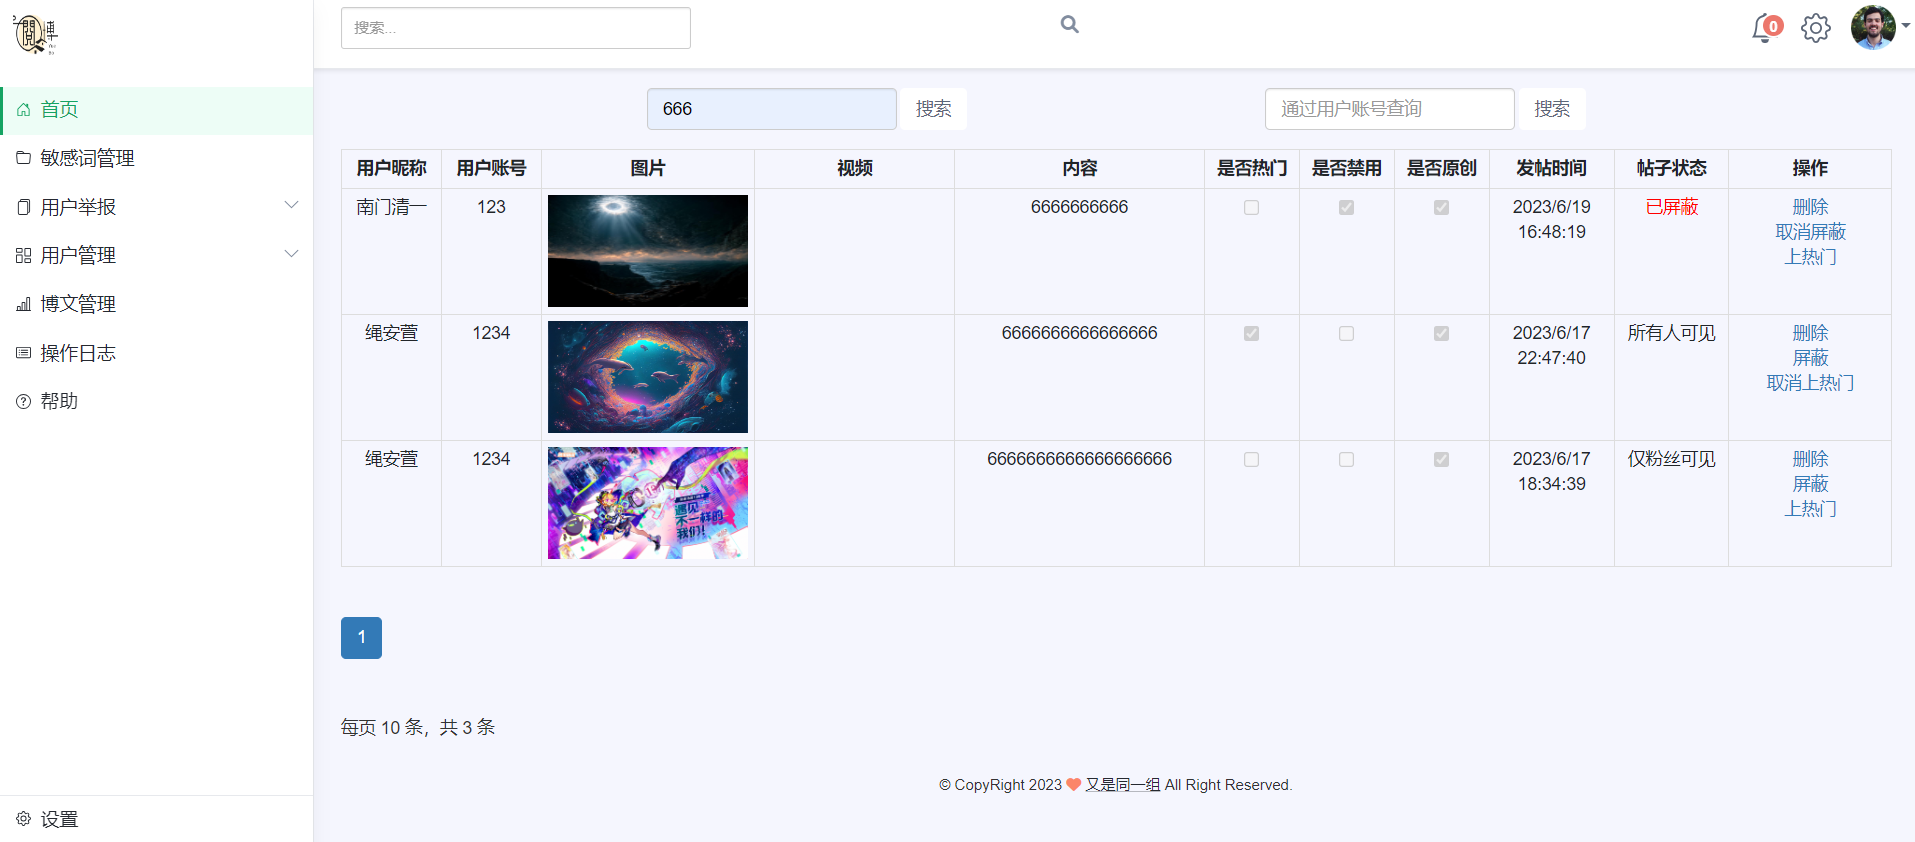 閱博
搜索...
0
首页
敏感词管理
用户举报
用户管理
博文管理
操作日志
帮助
设置
666 搜索
通过用户账号查询 搜索
用户昵称 用户账号 图片 视频 内容 是否热门 是否禁用 是否原创 发帖时间 帖子状态 操作
南门清一 123 6666666666 2023/6/19 已屏蔽 删除
16:48:19 取消屏蔽
上热门
绳安萱 1234 6666666666666666 2023/6/17 所有人可见 删除
22:47:40 屏蔽
取消上热门
绳安萱 1234 6666666666666666666 2023/6/17 仅粉丝可见 删除
18:34:39 屏蔽
上热门
遇见
不一样的
我们!
1
每页 10 条，共 3 条
© CopyRight 2023 又是同一组 All Right Reserved.